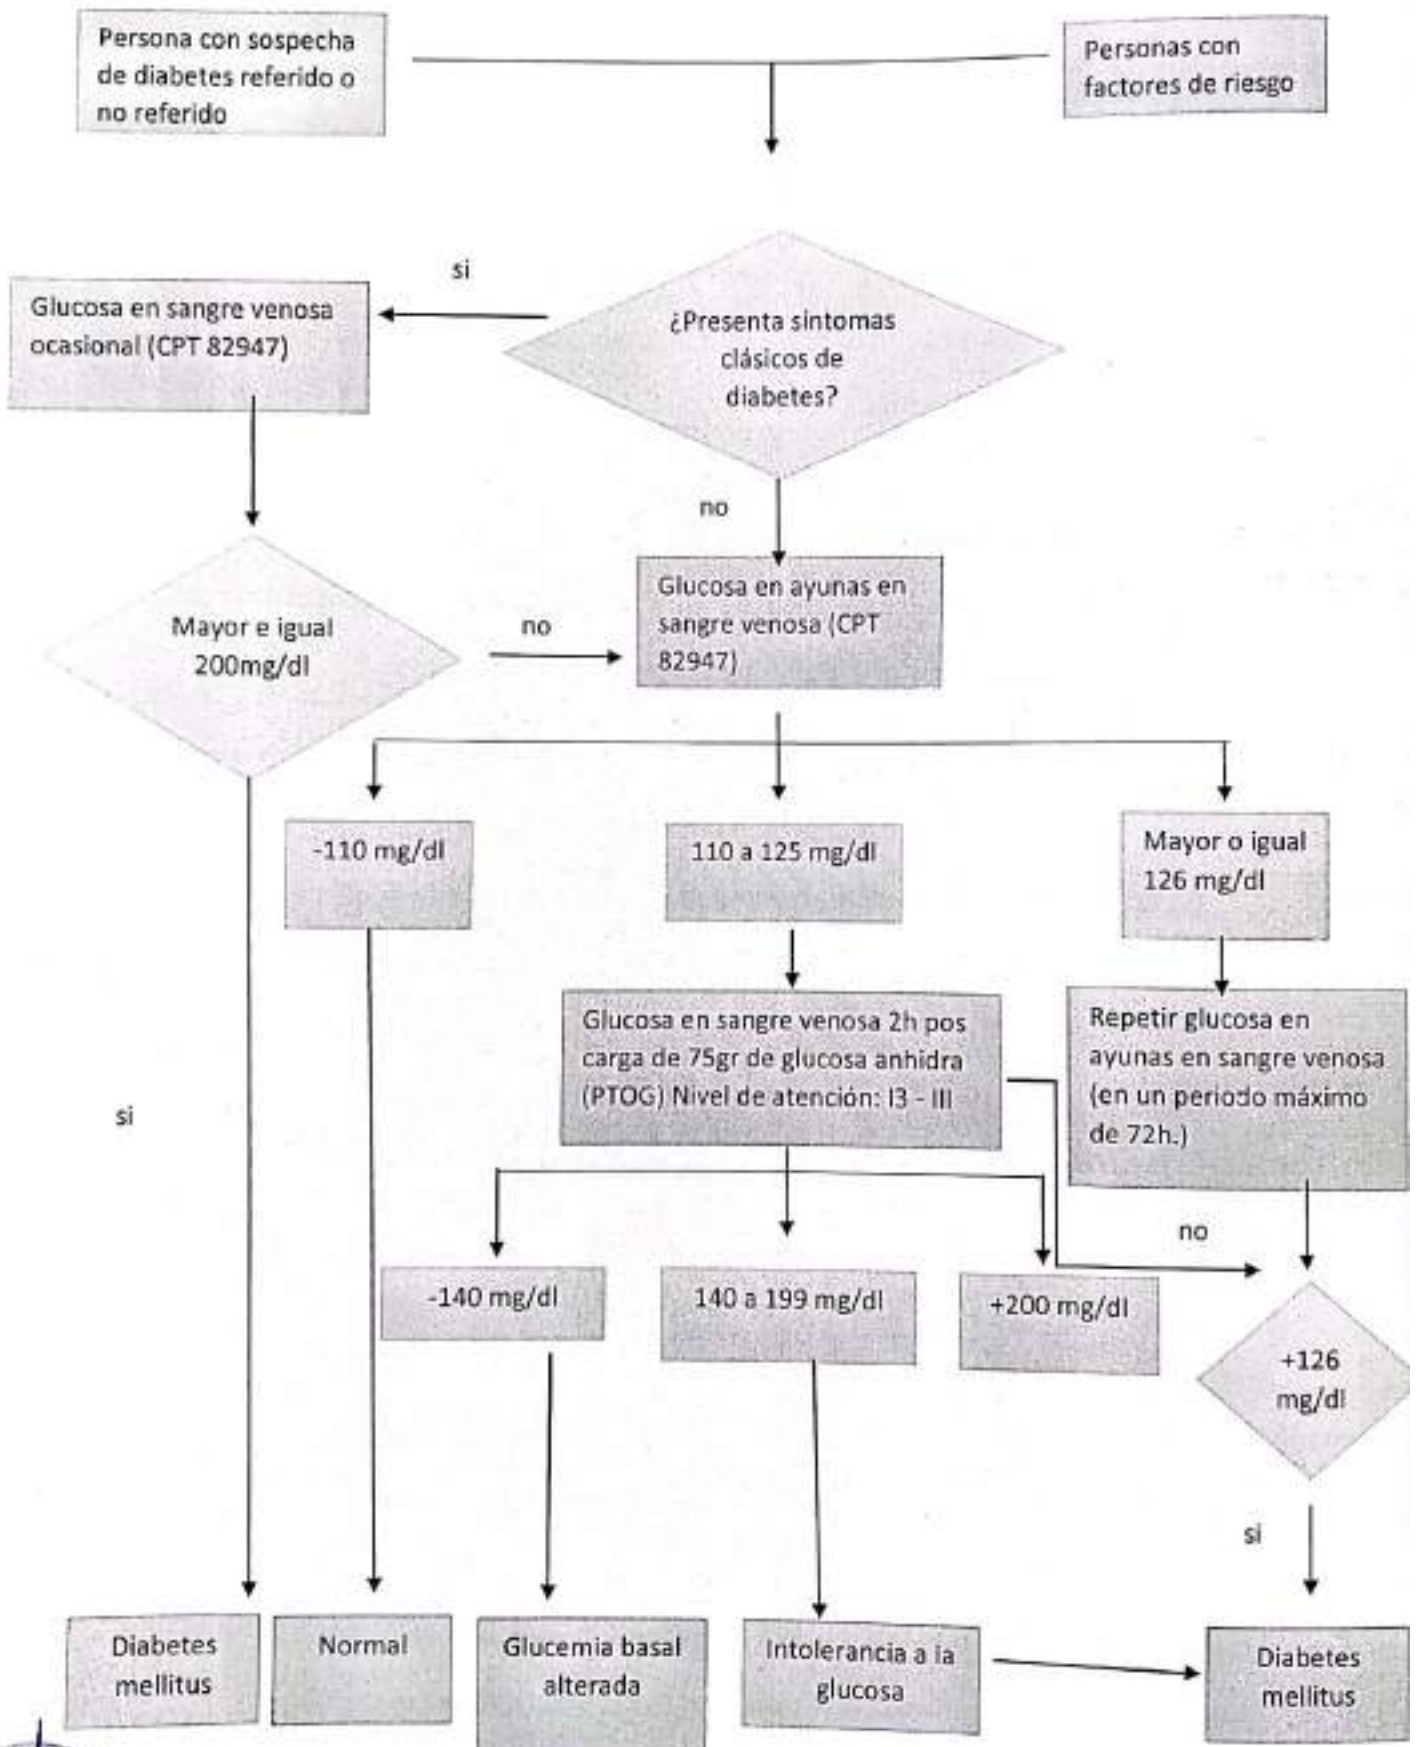 Persona con sospecha
de diabetes referido o
no referido
Personas con
factores de riesgo
si
Glucosa en sangre venosa
ocasional (CPT 82947)
¿Presenta sintomas
clásicos de
diabetes?
no
Mayor e igual
200mg/dl
no
Glucosa en ayunas en
sangre venosa (CPT
82947)
-110 mg/dl
110 a 125 mg/dl
Mayor o igual
126 mg/dl
Glucosa en sangre venosa 2h pos
carga de 75gr de glucosa anhidra
(PTOG) Nivel de atención: I3 - III
Repetir glucosa en
ayunas en sangre venosa
(en un periodo máximo
de 72h.)
si
no
-140 mg/dl
140 a 199 mg/dl
+200 mg/dl
+126
mg/dl
si
Diabetes
mellitus
Normal
Glucemia basal
alterada
Intolerancia a la
glucosa
Diabetes
mellitus